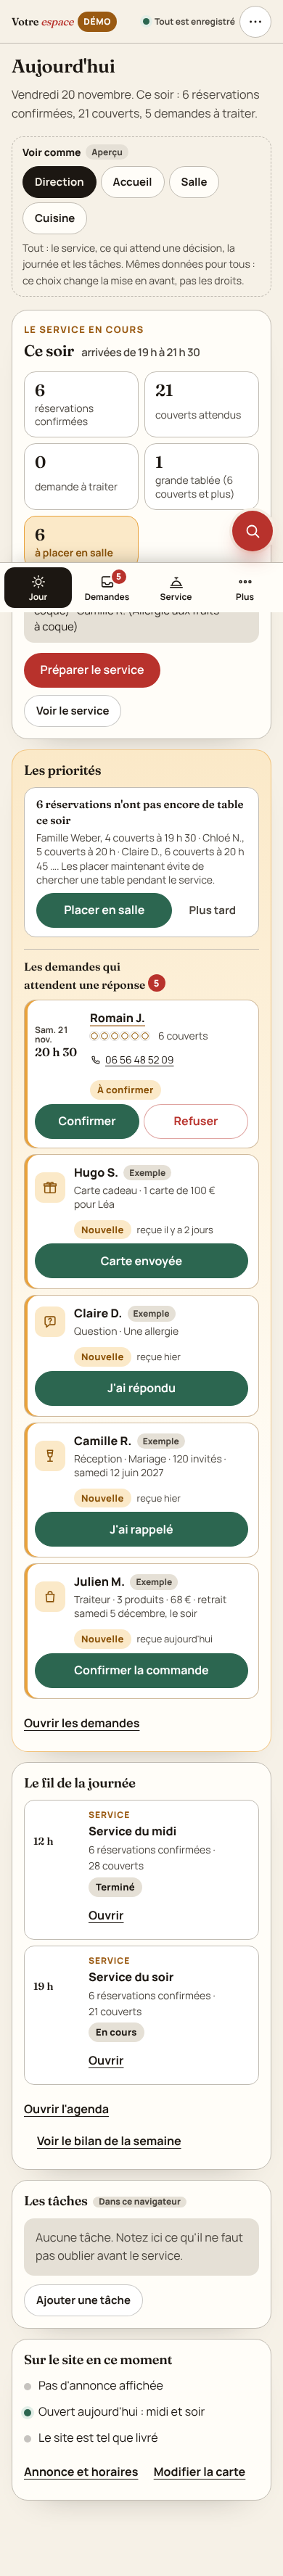 Votre espace DÉMO
Tout est enregistré
Aujourd'hui
Vendredi 20 novembre. Ce soir : 6 réservations
confirmées, 21 couverts, 5 demandes à traiter.
Voir comme Aperçu
Direction
Accueil
Salle
Cuisine
Tout : le service, ce qui attend une décision, la
journée et les tâches. Mêmes données pour tous :
ce choix change la mise en avant, pas les droits.
LE SERVICE EN COURS
Ce soir arrivées de 19 h à 21 h 30
6
réservations
confirmées
21
couverts attendus
0
demande à traiter
1
grande tablée (6
couverts et plus)
6
à placer en salle
Jour
Demandes 5
Service
Plus
à coque)
Préparer le service
Voir le service
Les priorités
6 réservations n'ont pas encore de table
ce soir
Famille Weber, 4 couverts à 19 h 30 · Chloé N.,
5 couverts à 20 h · Claire D., 6 couverts à 20 h
45 …. Les placer maintenant évite de
chercher une table pendant le service.
Placer en salle
Plus tard
Les demandes qui
attendent une réponse 5
Sam. 21
nov.
20 h 30
Romain J.
6 couverts
06 56 48 52 09
À confirmer
Confirmer
Refuser
Hugo S. Exemple
Carte cadeau · 1 carte de 100 €
pour Léa
Nouvelle reçue il y a 2 jours
Carte envoyée
Claire D. Exemple
Question · Une allergie
Nouvelle reçue hier
J'ai répondu
Camille R. Exemple
Réception · Mariage · 120 invités ·
samedi 12 juin 2027
Nouvelle reçue hier
J'ai rappelé
Julien M. Exemple
Traiteur · 3 produits · 68 € · retrait
samedi 5 décembre, le soir
Nouvelle reçue aujourd'hui
Confirmer la commande
Ouvrir les demandes
Le fil de la journée
12 h
SERVICE
Service du midi
6 réservations confirmées ·
28 couverts
Terminé
Ouvrir
19 h
SERVICE
Service du soir
6 réservations confirmées ·
21 couverts
En cours
Ouvrir
Ouvrir l'agenda
Voir le bilan de la semaine
Les tâches Dans ce navigateur
Aucune tâche. Notez ici ce qu'il ne faut
pas oublier avant le service.
Ajouter une tâche
Sur le site en ce moment
Pas d'annonce affichée
Ouvert aujourd'hui : midi et soir
Le site est tel que livré
Annonce et horaires
Modifier la carte